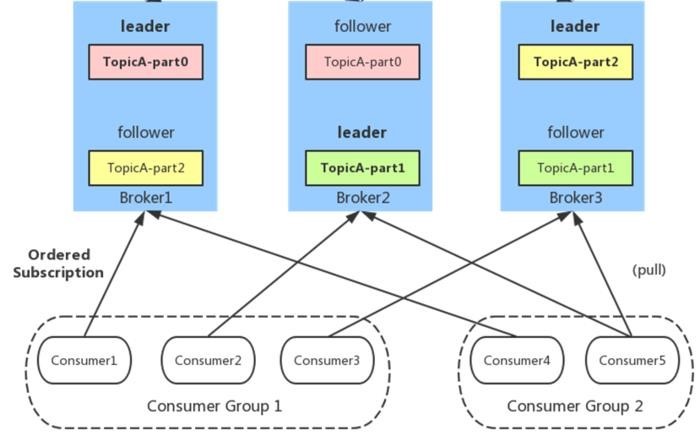 leader
follower
leader
TopicA-part0
TopicA-part0
TopicA-part2
follower
leader
follower
TopicA-part2
TopicA-part1
TopicA-part1
Broker1
Broker2
Broker3
Ordered
Subscription
(pull)
Consumer1
Consumer2
Consumer3
Consumer4
Consumer5
Consumer Group 1
Consumer Group 2